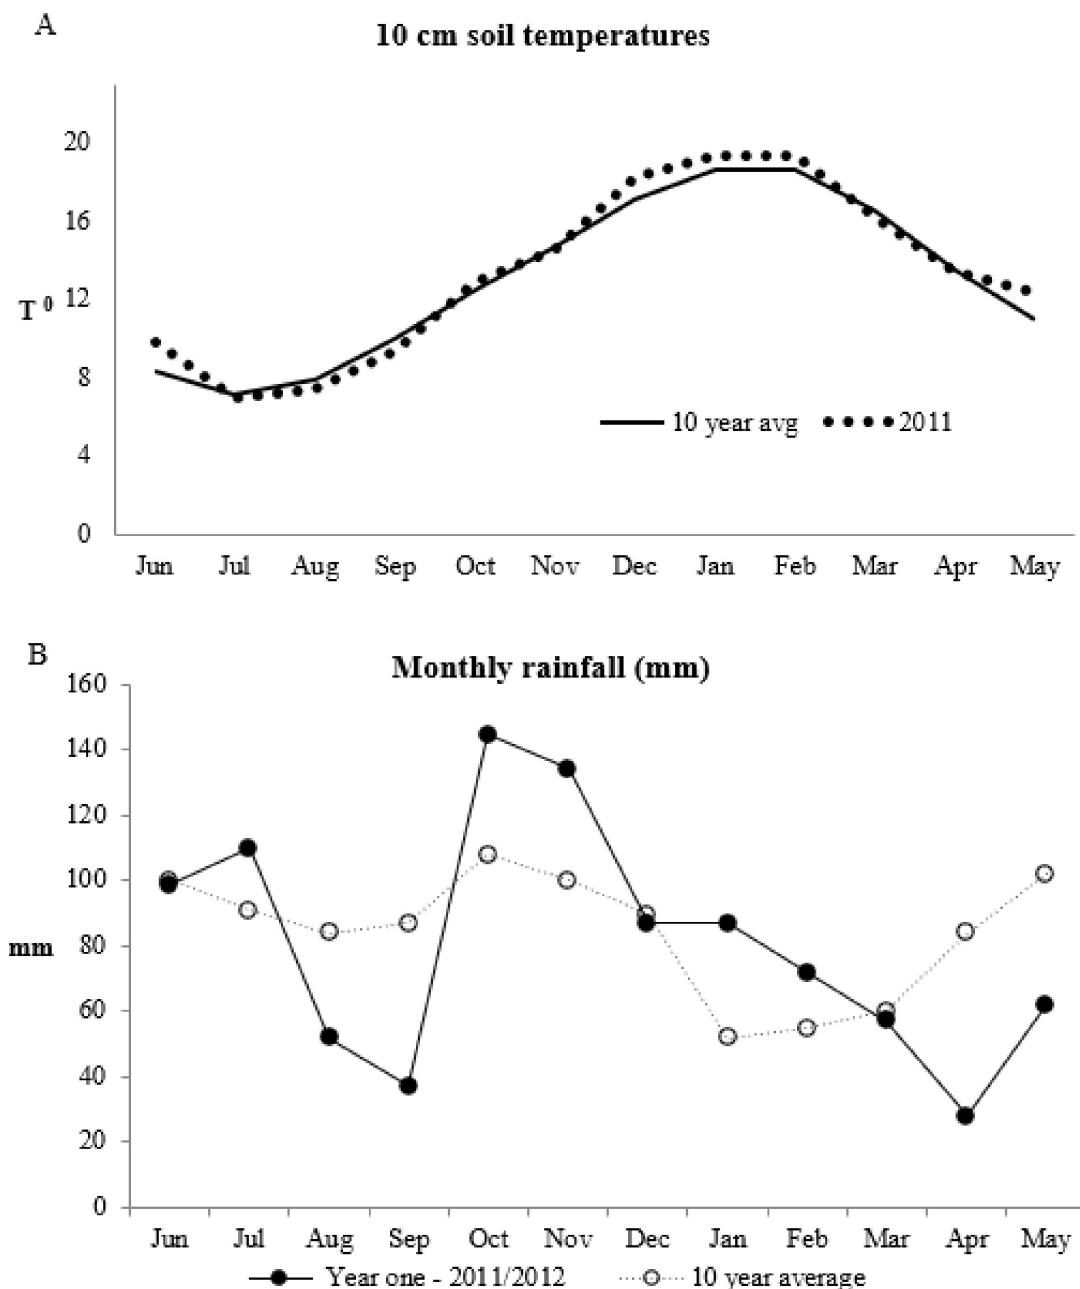 A
10 cm soil temperatures
20
16
12
T⁰
8
4
0
10 year avg 2011
Jun Jul Aug Sep Oct Nov Dec Jan Feb Mar Apr May
B
Monthly rainfall (mm)
160
140
120
100
80
mm
60
40
20
0
Jun Jul Aug Sep Oct Nov Dec Jan Feb Mar Apr May
Year one - 2011/2012 10 year average